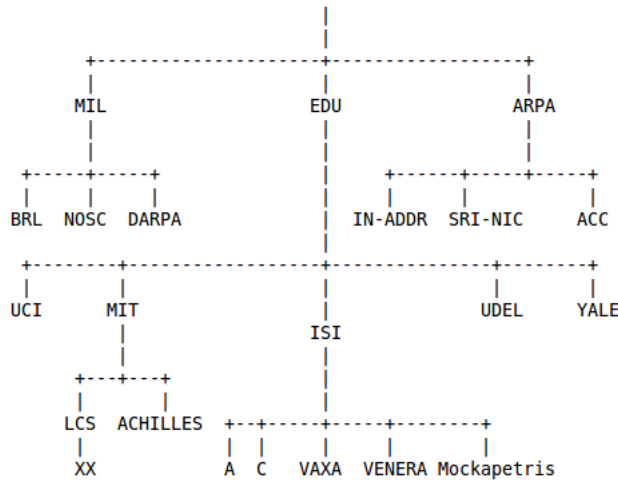 MIL EDU ARPA
BRL NOSC DARPA IN-ADDR SRI-NIC ACC
UCI MIT UDEL YALE
ISI
LCS ACHILLES
XX A C VAXA VENERA Mockapetris